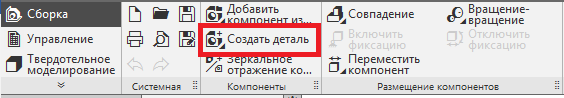 Сборка
Управление
Твердотельное
моделирование
Системная
Добавить
компонент из...
Создать деталь
Зеркальное
отражение ко...
Компоненты
Совпадение
Включить
фиксацию
Переместить
компонент
Вращение-
вращение
Отключить
фиксацию
Размещение компонентов